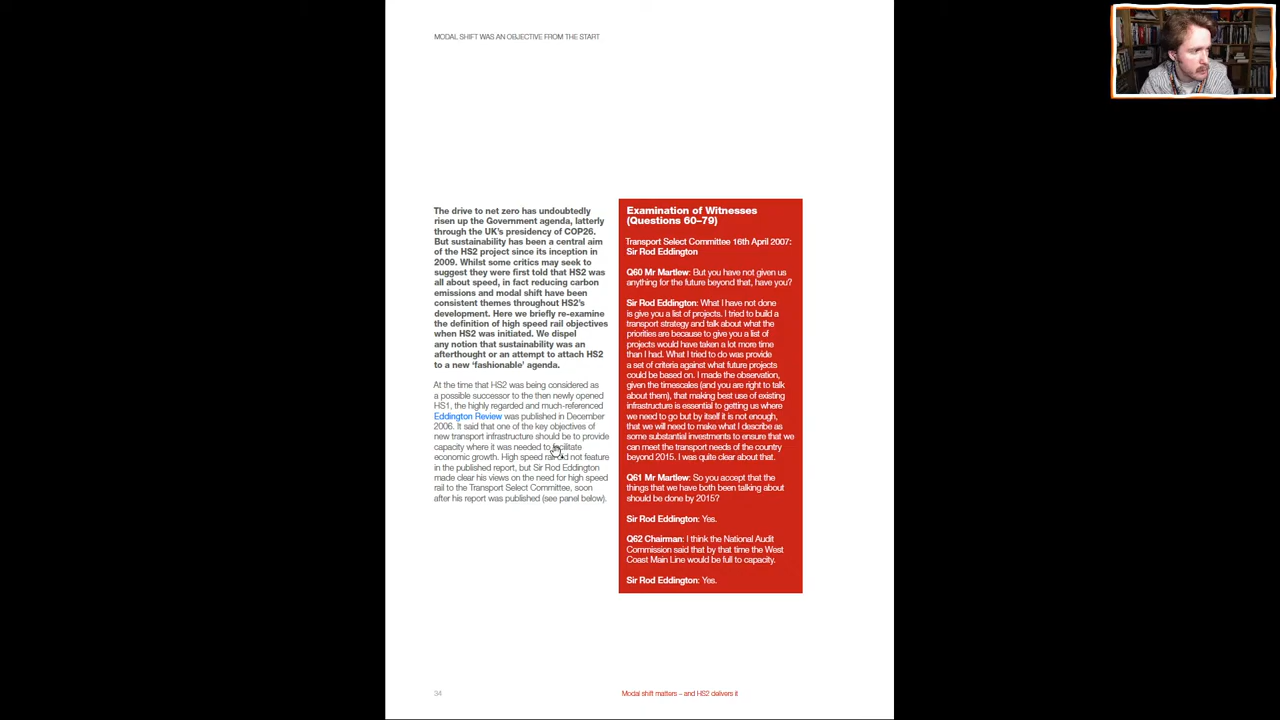 MODAL SHIFT WAS AN OBJECTIVE FROM THE START
The drive to net zero has undoubtedly
risen up the Government agenda, latterly
through the UK's presidency of COP26.
But sustainability has been a central aim
of the HS2 project since its inception in
2009. Whilst some critics may seek to
suggest they were first told that HS2 was
all about speed, in fact reducing carbon
emissions and modal shift have been
consistent themes throughout HS2's
development. Here we briefly re-examine
the definition of high speed rail objectives
when HS2 was initiated. We dispel
any notion that sustainability was an
afterthought or an attempt to attach HS2
to a new 'fashionable' agenda.
At the time that HS2 was being considered as
a possible successor to the then newly opened
HS1, the highly regarded and much-referenced
Eddington Review was published in December
2006. It said that one of the key objectives of
new transport infrastructure should be to provide
capacity where it was needed to facilitate
economic growth. High speed not feature
in the published report, but Sir Rod Eddington
made clear his views on the need for high speed
rail to the Transport Select Committee, soon
after his report was published (see panel below).
Examination of Witnesses
(Questions 60–79)
Transport Select Committee 16th April 2007:
Sir Rod Eddington
Q60 Mr Martlew: But you have not given us
anything for the future beyond that, have you?
Sir Rod Eddington: What I have not done
is give you a list of projects. I tried to build a
transport strategy and talk about what the
priorities are because to give you a list of
projects would have taken a lot more time
than I had. What I tried to do was provide
a set of criteria against what future projects
could be based on. I made the observation,
given the timescales (and you are right to talk
about them), that making best use of existing
infrastructure is essential to getting us where
we need to go but by itself it is not enough,
that we will need to make what I describe as
some substantial investments to ensure that we
can meet the transport needs of the country
beyond 2015. I was quite clear about that.
Q61 Mr Martlew: So you accept that the
things that we have both been talking about
should be done by 2015?
Sir Rod Eddington: Yes.
Q62 Chairman: I think the National Audit
Commission said that by that time the West
Coast Main Line would be full to capacity.
Sir Rod Eddington: Yes.
34
Modal shift matters – and HS2 delivers it